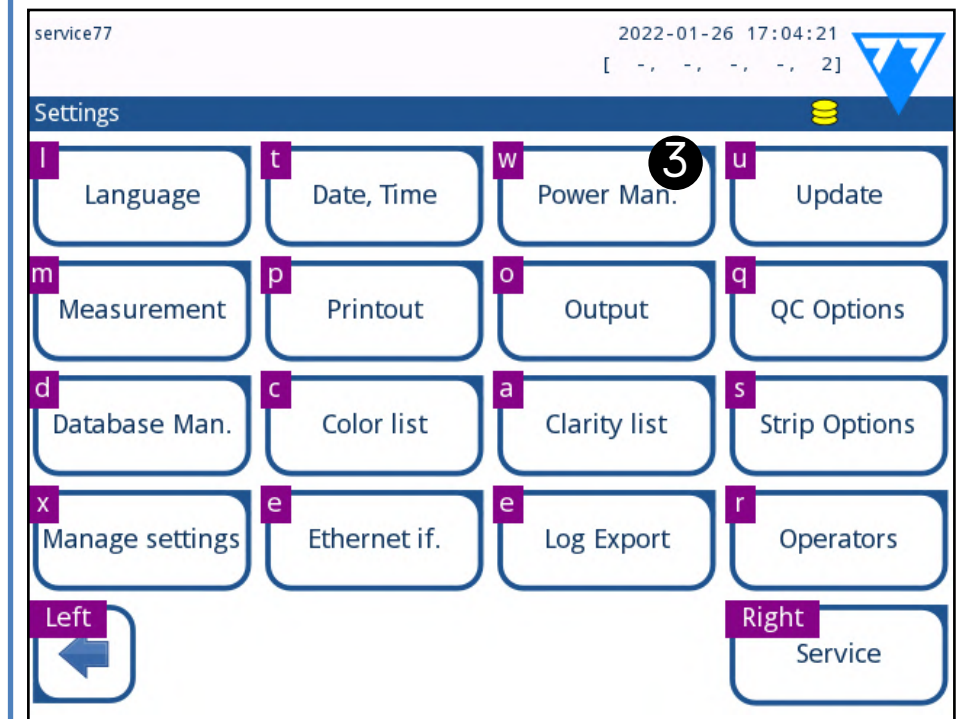 service77
2022-01-26 17:04:21
[ -, -, -, -, 2]
77
Settings
l
Language
t
Date, Time
w
Power Man.
3
u
Update
m
Measurement
p
Printout
o
Output
q
QC Options
d
Database Man.
c
Color list
a
Clarity list
s
Strip Options
x
Manage settings
e
Ethernet if.
e
Log Export
r
Operators
Left
Right
Service